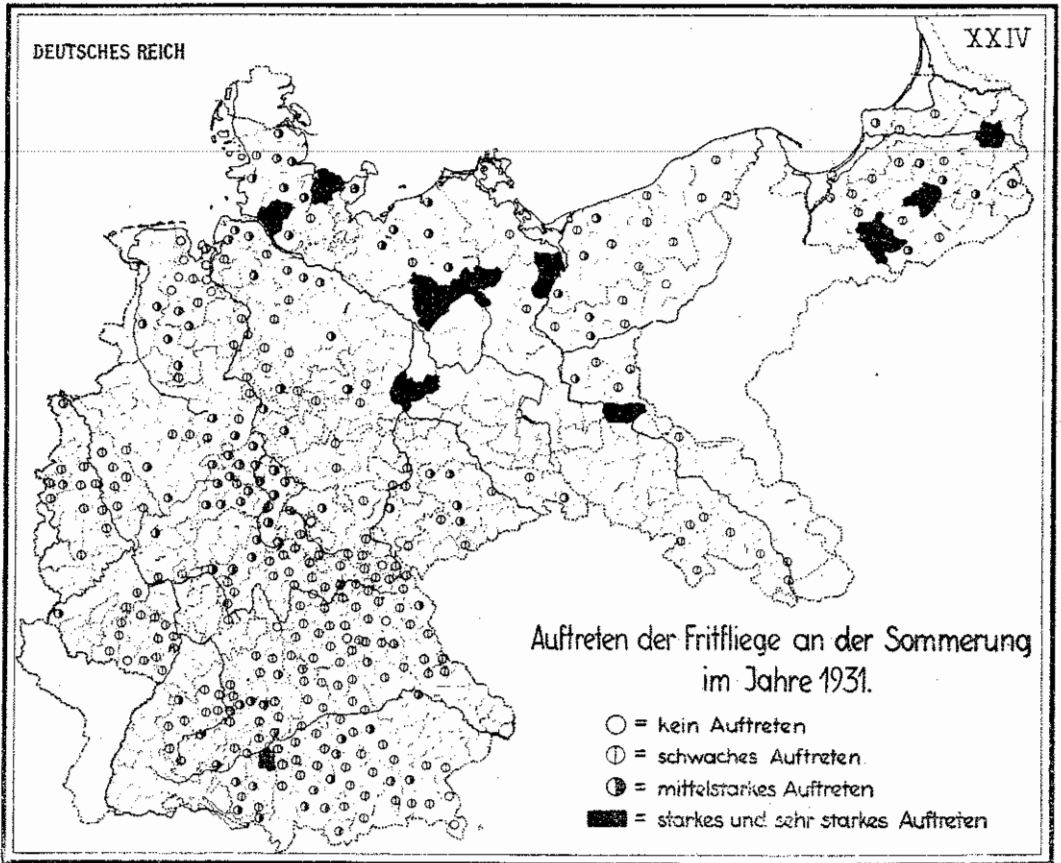 DEUTSCHES REICH
XXIV
Auftreten der Fritfliege an der Sommerung
im Jahre 1931.
= kein Auftreten
= schwaches Auftreten
= mittelstarkes Auftreten
= starkes und sehr starkes Auftreten